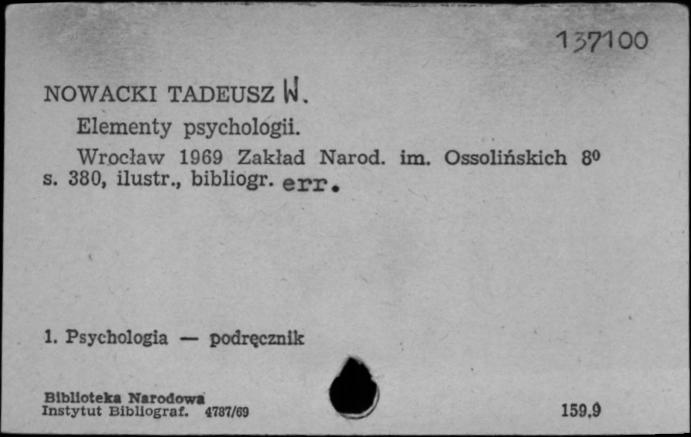 137100
NOWACKI TADEUSZ W.
Elementy psychologii.
Wrocław 1969 Zakład Narod. im. Ossolińskich 8⁰
s. 380, ilustr., bibliogr. err.
1. Psychologia — podręcznik
Biblioteka Narodowa
Instytut Bibliograf. 4787/69
159,9